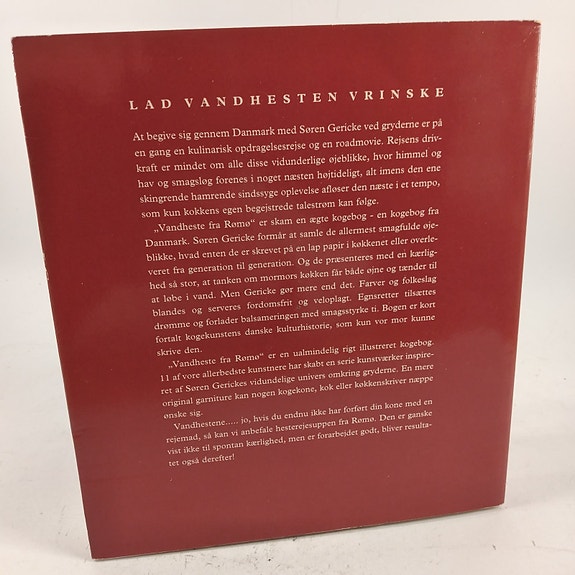 LAD VANDHESTEN VRINSKE
At begive sig gennem Danmark med Søren Gericke ved gryderne er på
en gang en kulinarisk opdragelsesrejse og en roadmovie. Rejsens driv-
kraft er mindet om alle disse vidunderlige øjeblikke, hvor himmel og
hav og smagsløg forenes i noget næsten højtideligt, alt imens den ene
skingrende hamrende sindssyge oplevelse afløser den næste i et tempo,
som kun kokkens egen begejstrede talestrøm kan følge.
„Vandheste fra Rømø“ er skam en ægte kogebog - en kogebog fra
Danmark. Søren Gericke formår at samle de allermest smagfulde øje-
blikke, hvad enten de er skrevet på en lap papir i køkkenet eller overle-
veret fra generation til generation. Og de præsenteres med en kærlig-
hed så stor, at tanken om mormors køkken får både øjne og tænder til
at løbe i vand. Men Gericke gør mere end det. Farver og folkeslag
blandes og serveres fordomsfrit og veloplagt. Egnsretter tilsættes
drømme og forlader balsameringen med smagsstyrke ti. Bogen er kort
fortalt kogekunstens danske kulturhistorie, som kun vor mor kunne
skrive den.
„Vandheste fra Rømø“ er en ualmindelig rigt illustreret kogebog.
11 af vore allerbedste kunstnere har skabt en serie kunstværker inspire-
ret af Søren Gerickes vidundelige univers omkring gryderne. En mere
original garniture kan nogen kogekone, kok eller køkkenskriver næppe
ønske sig.
Vandhestene..... jo, hvis du endnu ikke har forført din kone med en
rejemad, så kan vi anbefale hesterejesuppen fra Rømø. Den er ganske
vist ikke til spontan kærlighed, men er forarbejdet godt, bliver resulta-
tet også derefter!